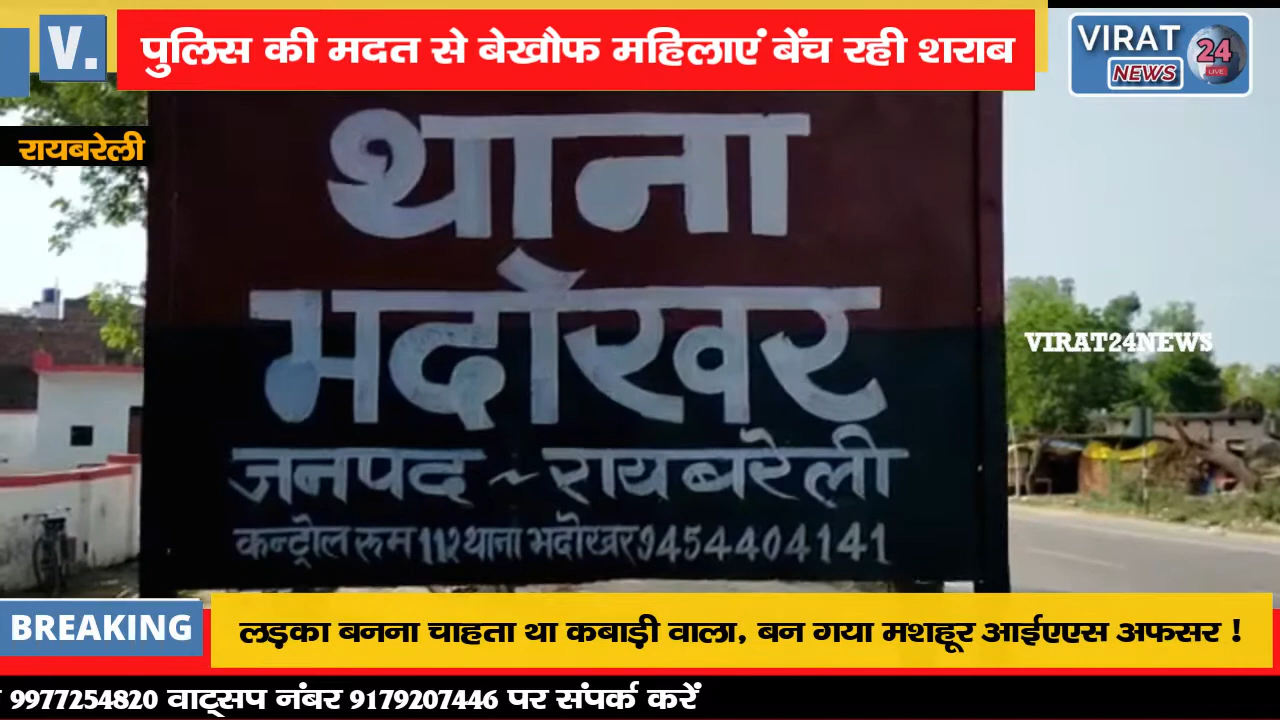 V.
पुलिस की मदत से बेखौफ महिलाएं बेंच रही शराब
VIRAT
NEWS
24
LIVE
रायबरेली
थाना
भदोखर
VIRAT24NEWS
जनपद ~ रायबरेली
कन्ट्रोल रुम 112 थाना भदोखर 9454404141
BREAKING
लड़का बनना चाहता था कबाड़ी वाला, बन गया मशहूर आईएएस अफसर !
9977254820 वाट्सप नंबर 9179207446 पर संपर्क करें